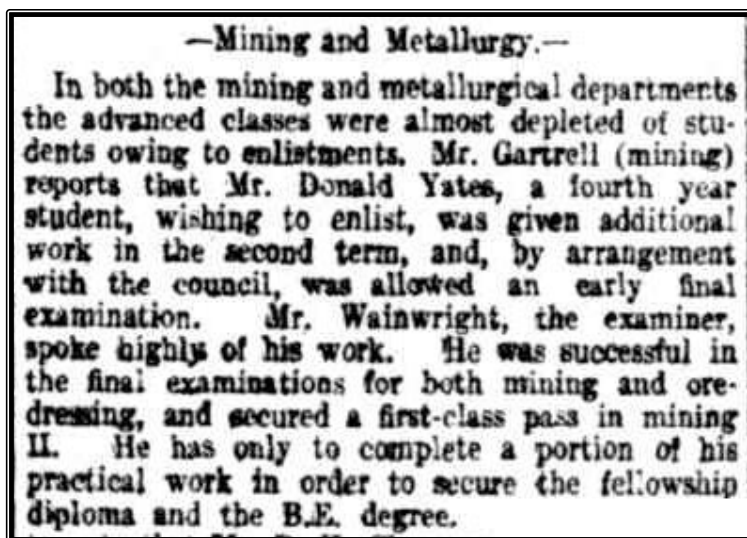 —Mining and Metallurgy.—
In both the mining and metallurgical departments
the advanced classes were almost depleted of stu-
dents owing to enlistments. Mr. Gartrell (mining)
reports that Mr. Donald Yates, a fourth year
student, wishing to enlist, was given additional
work in the second term, and, by arrangement
with the council, was allowed an early final
examination. Mr. Wainwright, the examiner,
spoke highly of his work. He was successful in
the final examinations for both mining and ore-
dressing, and secured a first-class pass in mining
II. He has only to complete a portion of his
practical work in order to secure the fellowship
diploma and the B.E. degree.